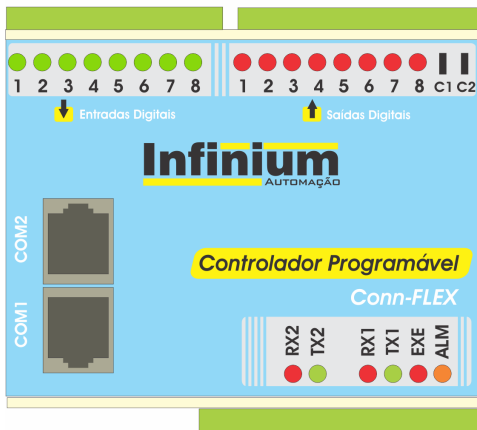 1 2 3 4 5 6 7 8 1 2 3 4 5 6 7 8 C1 C2
Entradas Digitais Saídas Digitais
Infinium
AUTOMAÇÃO
COM2
Controlador Programável
COM1
Conn-FLEX
RX2 TX2 RX1 TX1 EXE ALM